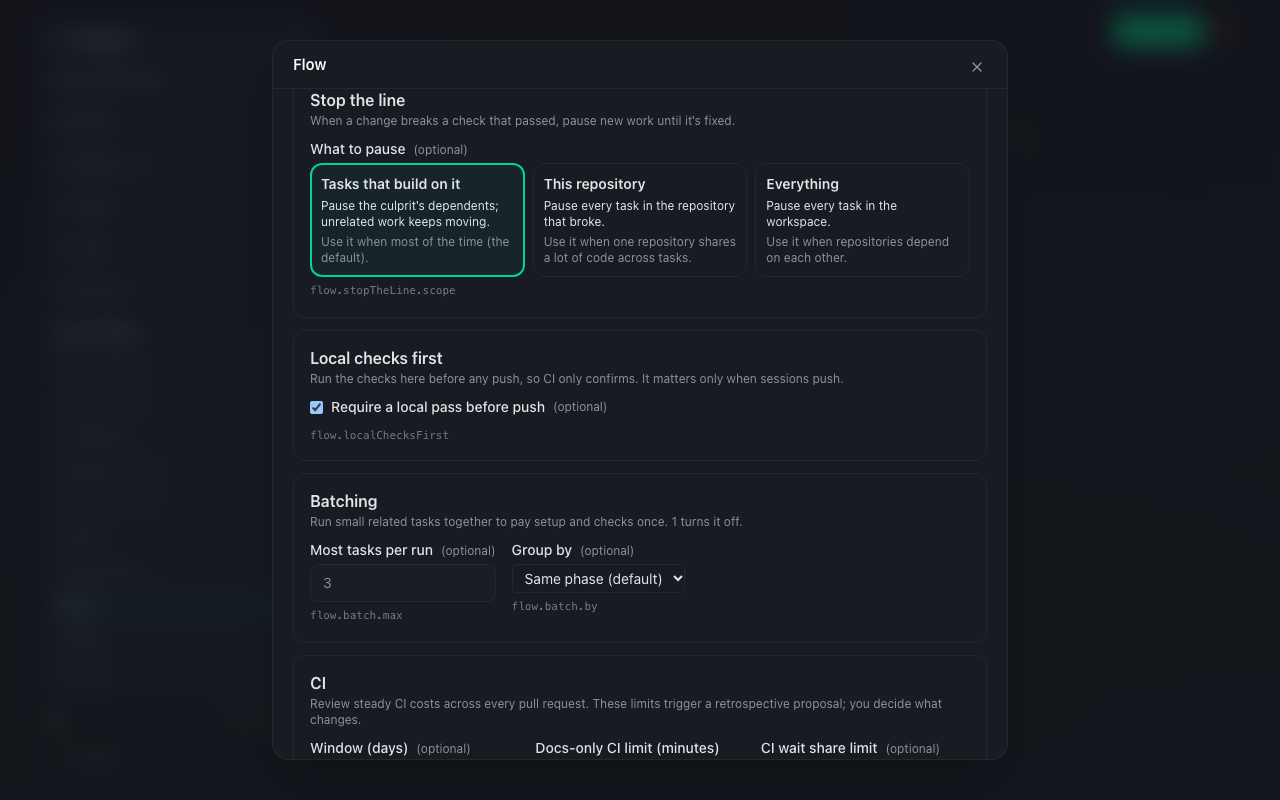 Flow
Stop the line
When a change breaks a check that passed, pause new work until it's fixed.
What to pause (optional)
Tasks that build on it
Pause the culprit's dependents;
unrelated work keeps moving.
Use it when most of the time (the
default).
This repository
Pause every task in the repository
that broke.
Use it when one repository shares
a lot of code across tasks.
Everything
Pause every task in the
workspace.
Use it when repositories depend
on each other.
flow.stopTheLine.scope
Local checks first
Run the checks here before any push, so CI only confirms. It matters only when sessions push.
Require a local pass before push (optional)
flow.localChecksFirst
Batching
Run small related tasks together to pay setup and checks once. 1 turns it off.
Most tasks per run (optional)
3
flow.batch.max
Group by (optional)
Same phase (default)
flow.batch.by
CI
Review steady CI costs across every pull request. These limits trigger a retrospective proposal; you decide what
changes.
Window (days) (optional)
Docs-only CI limit (minutes)
CI wait share limit (optional)